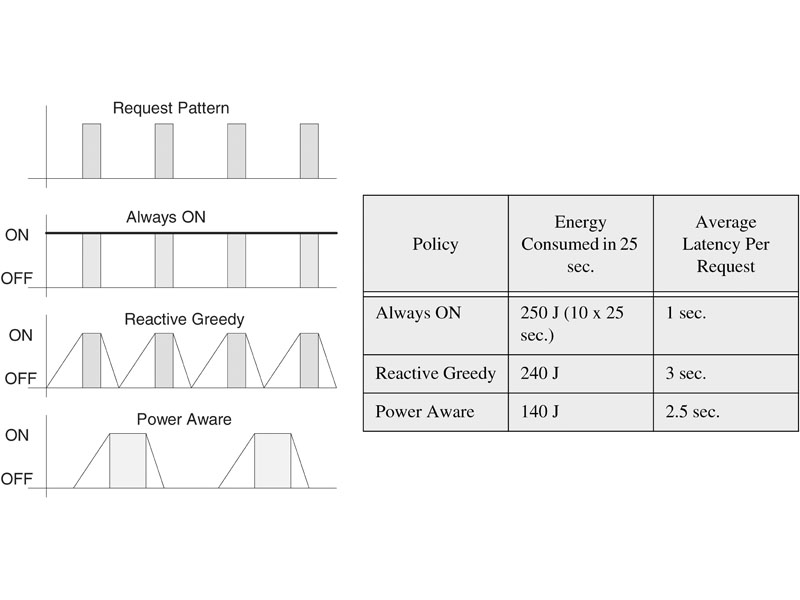 Request Pattern
Always ON
ON
OFF
Reactive Greedy
ON
OFF
Power Aware
ON
OFF
Policy
Energy
Consumed in 25
sec.
Average
Latency Per
Request
Always ON
250 J (10 x 25
sec.)
1 sec.
Reactive Greedy
240 J
3 sec.
Power Aware
140 J
2.5 sec.